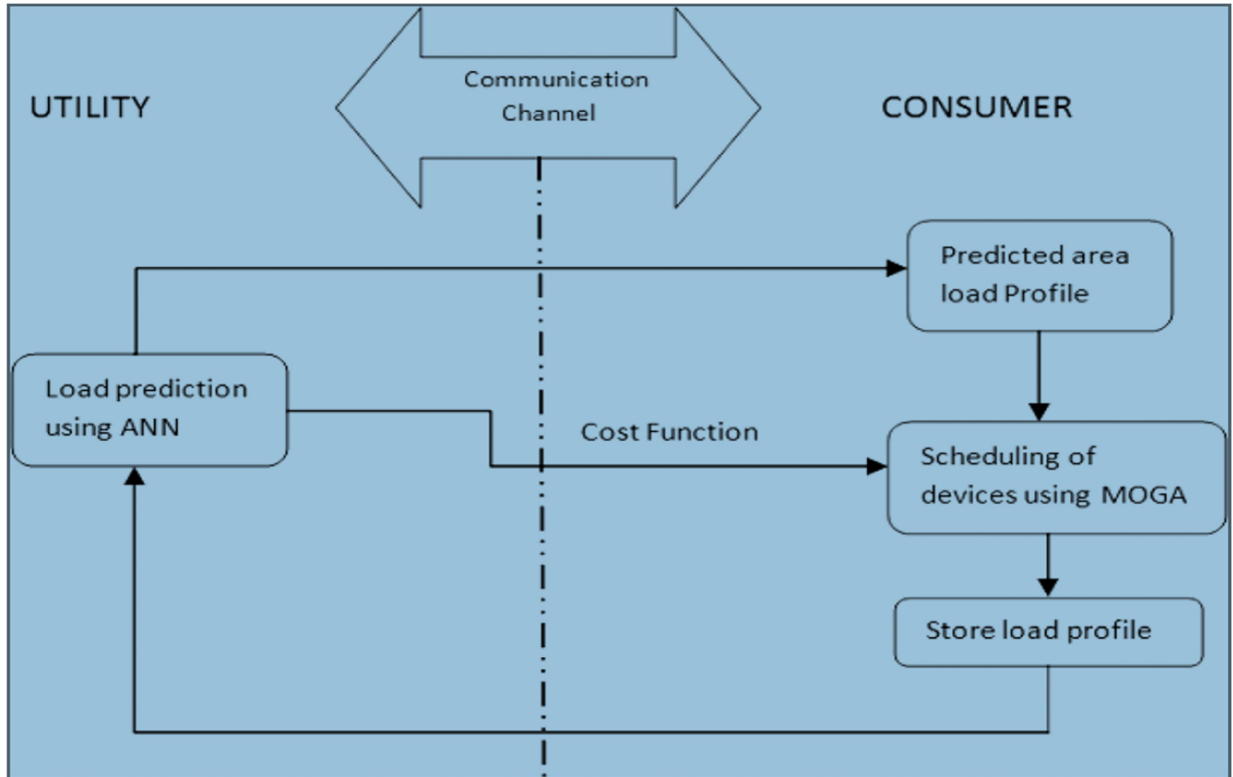 Communication
Channel
UTILITY
CONSUMER
Predicted area
load Profile
Load prediction
using ANN
Cost Function
Scheduling of
devices using MOGA
Store load profile